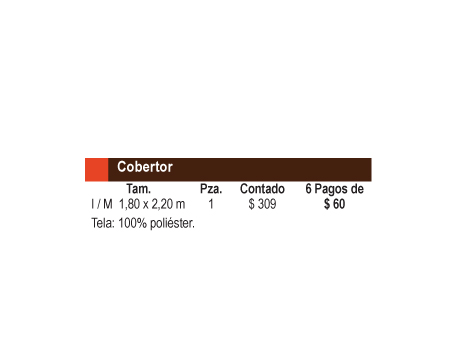 Cobertor
Tam. Pza. Contado 6 Pagos de
I / M 1,80 x 2,20 m 1 $ 309 $ 60
Tela: 100% poliéster.